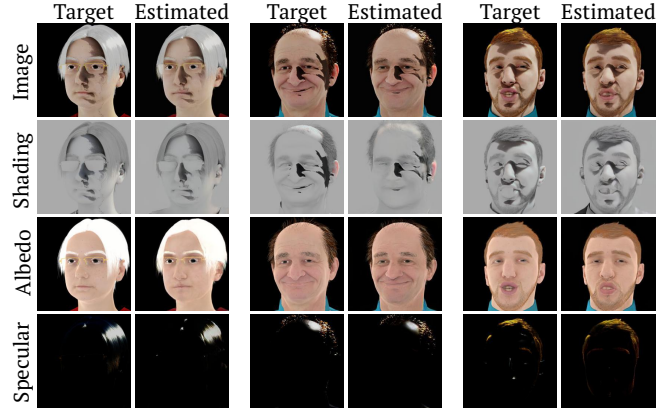 Target Estimated Target Estimated Target Estimated
Image
Shading
Albedo
Specular